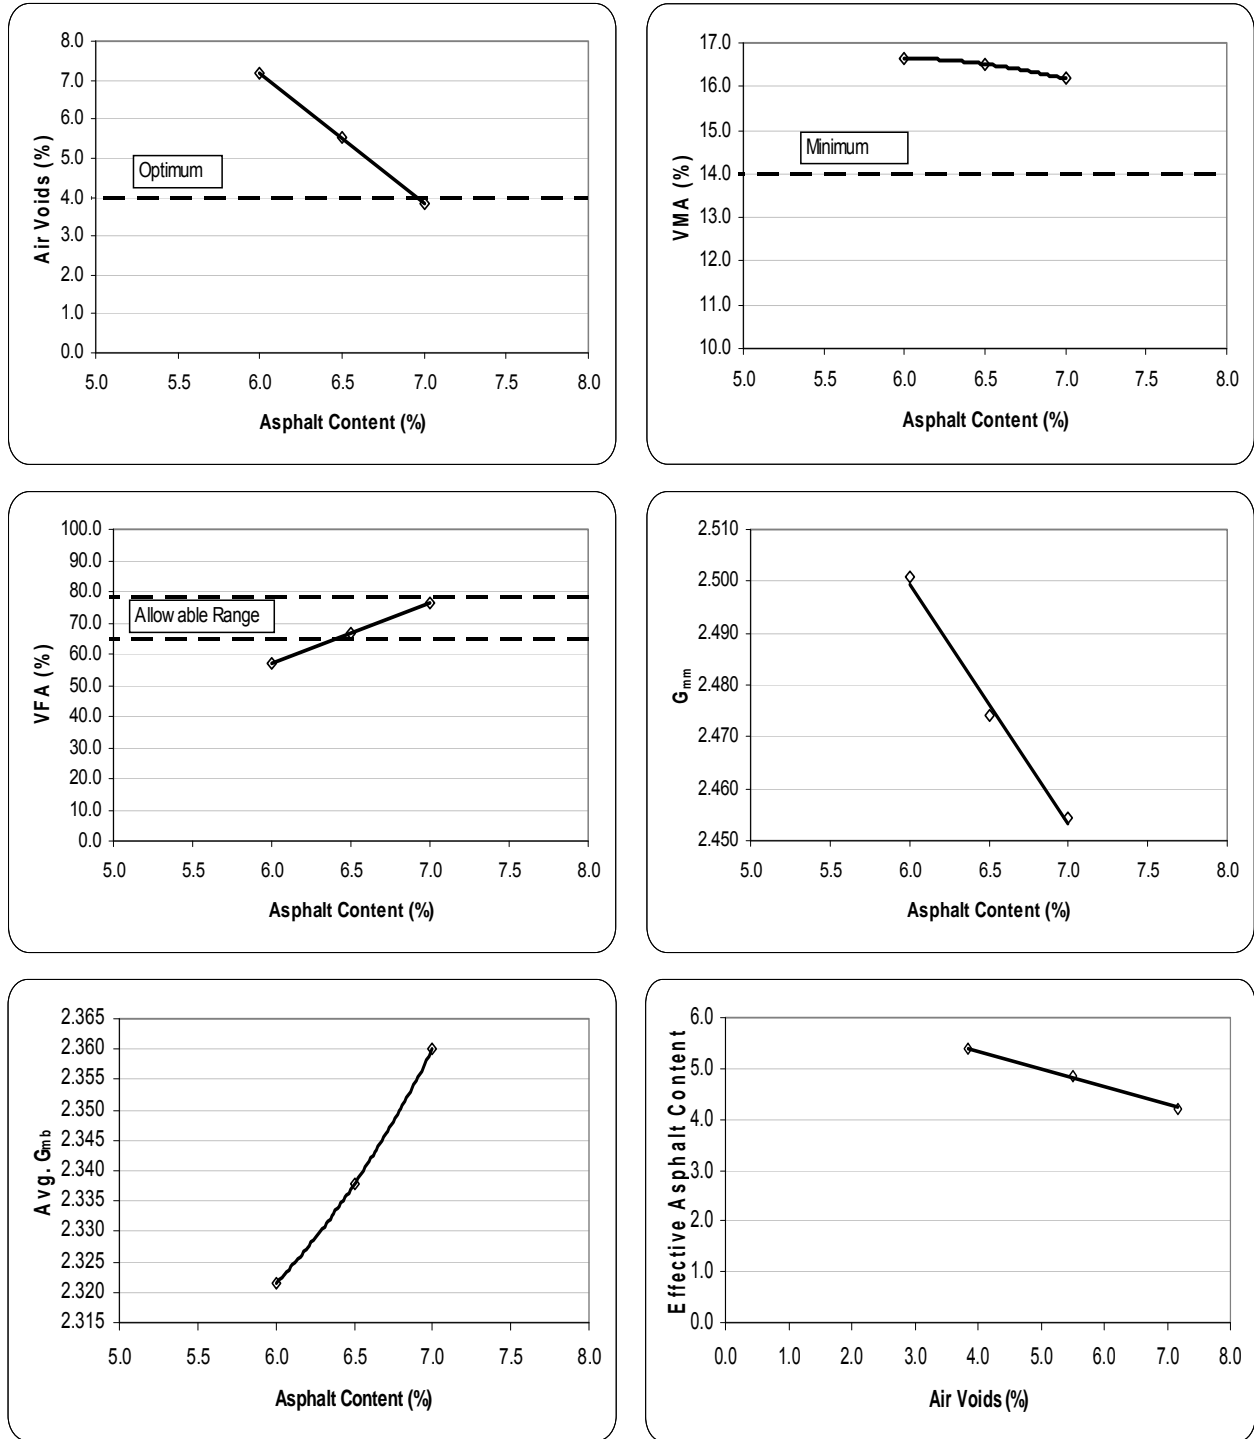 8.0
7.0
6.0
5.0
4.0
3.0
2.0
1.0
0.0
Air Voids (%)
Optimum
5.0 5.5 6.0 6.5 7.0 7.5 8.0
Asphalt Content (%)
17.0
16.0
15.0
14.0
13.0
12.0
11.0
10.0
VMA (%)
Minimum
5.0 5.5 6.0 6.5 7.0 7.5 8.0
Asphalt Content (%)
100.0
90.0
80.0
70.0
60.0
50.0
40.0
30.0
20.0
10.0
0.0
VFA (%)
Allowable Range
5.0 5.5 6.0 6.5 7.0 7.5 8.0
Asphalt Content (%)
2.510
2.500
2.490
2.480
2.470
2.460
2.450
Gmm
5.0 5.5 6.0 6.5 7.0 7.5 8.0
Asphalt Content (%)
2.365
2.360
2.355
2.350
2.345
2.340
2.335
2.330
2.325
2.320
2.315
Avg. Gmb
5.0 5.5 6.0 6.5 7.0 7.5 8.0
Asphalt Content (%)
6.0
5.0
4.0
3.0
2.0
1.0
0.0
Effective Asphalt Content
0.0 1.0 2.0 3.0 4.0 5.0 6.0 7.0 8.0
Air Voids (%)